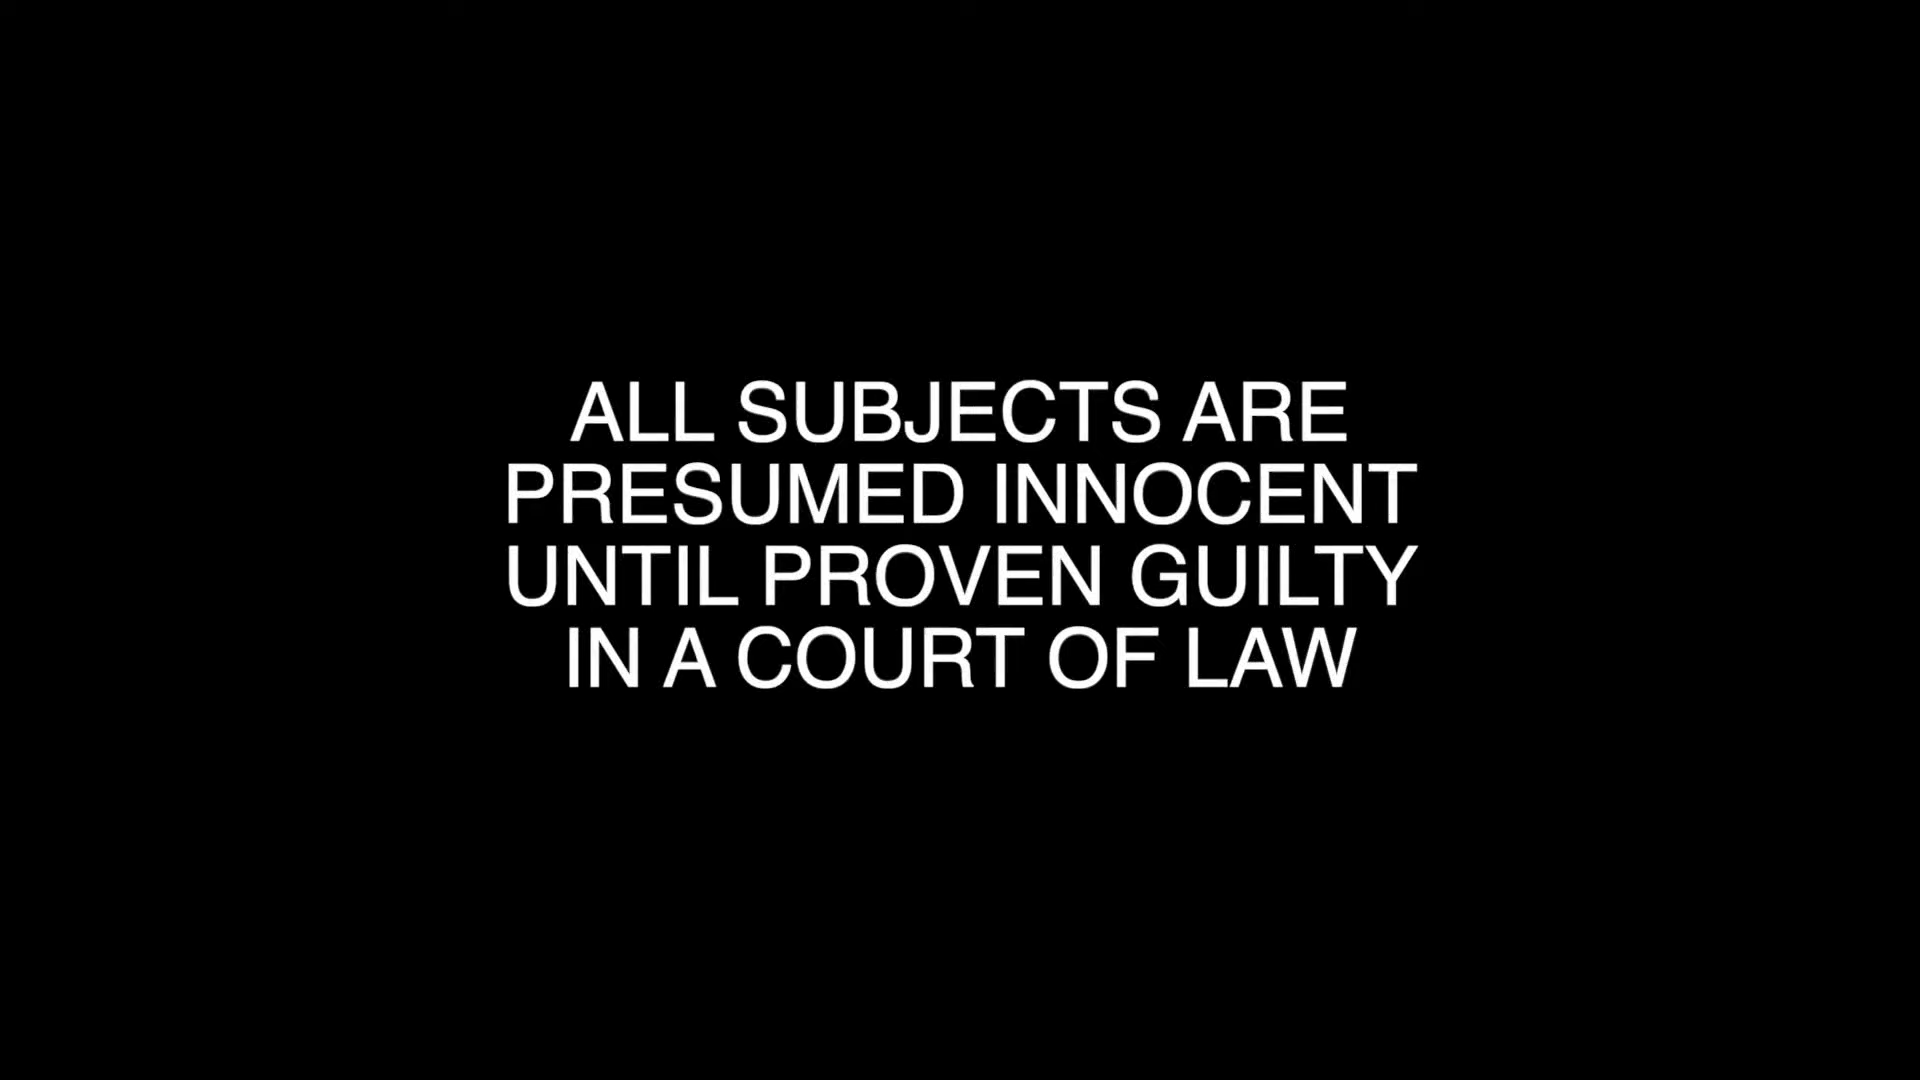 ALL SUBJECTS ARE
PRESUMED INNOCENT
UNTIL PROVEN GUILTY
IN A COURT OF LAW